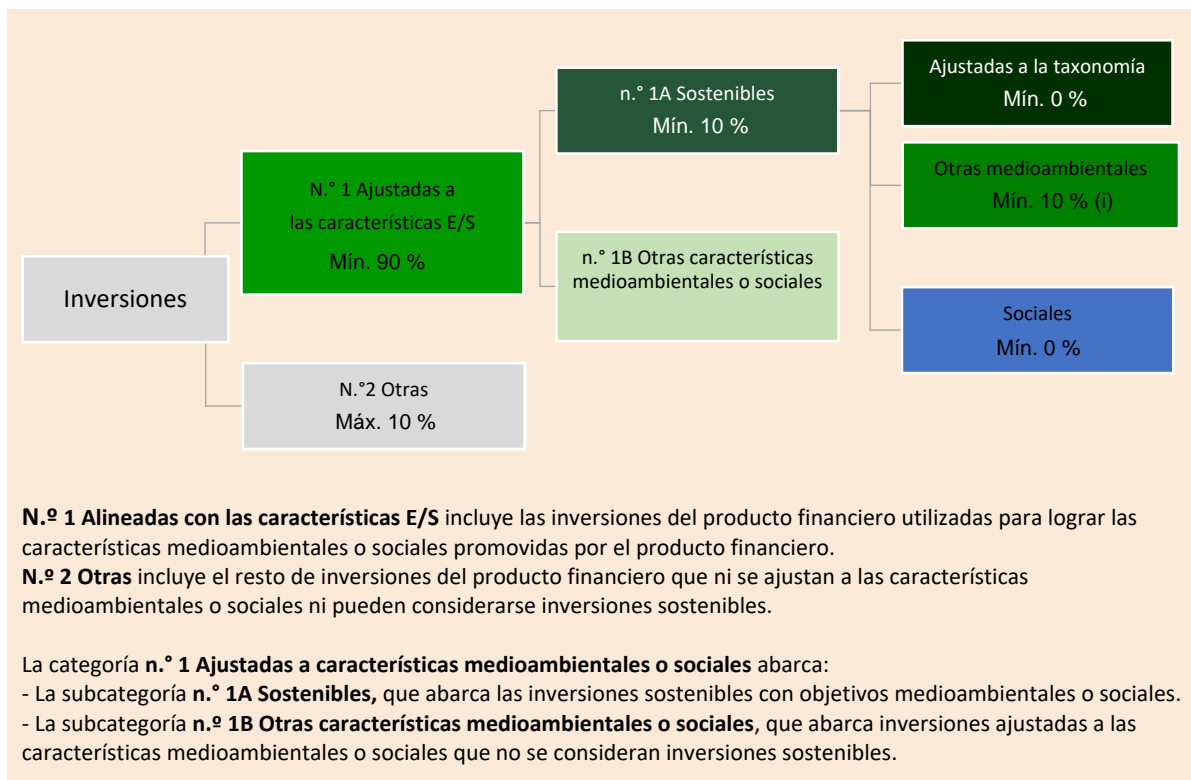 Inversiones
N.° 1 Ajustadas a
las características E/S
Mín. 90 %
N.°2 Otras
Máx. 10 %
n.° 1A Sostenibles
Mín. 10 %
n.° 1B Otras características
medioambientales o sociales
Ajustadas a la taxonomía
Mín. 0 %
Otras medioambientales
Mín. 10 % (i)
Sociales
Mín. 0 %
N.º 1 Alineadas con las características E/S incluye las inversiones del producto financiero utilizadas para lograr las
características medioambientales o sociales promovidas por el producto financiero.
N.º 2 Otras incluye el resto de inversiones del producto financiero que ni se ajustan a las características
medioambientales o sociales ni pueden considerarse inversiones sostenibles.
La categoría n.° 1 Ajustadas a características medioambientales o sociales abarca:
- La subcategoría n.° 1A Sostenibles, que abarca las inversiones sostenibles con objetivos medioambientales o sociales.
- La subcategoría n.º 1B Otras características medioambientales o sociales, que abarca inversiones ajustadas a las
características medioambientales o sociales que no se consideran inversiones sostenibles.